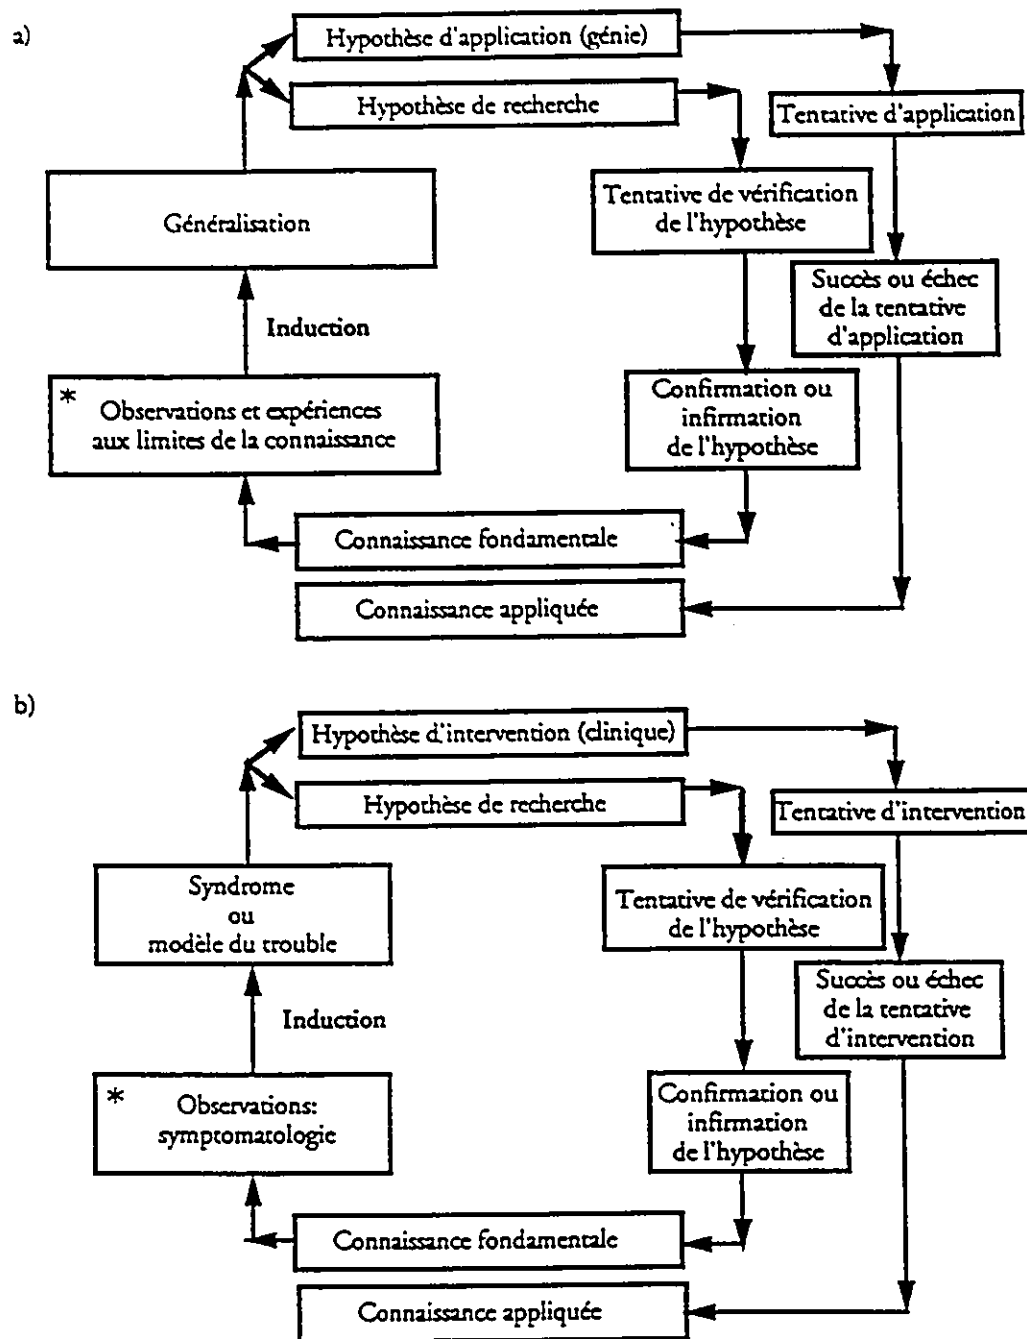 a)
Hypothèse d'application (génie)
Hypothèse de recherche
Tentative d'application
Généralisation
Tentative de vérification
de l'hypothèse
Succès ou échec
de la tentative
d'application
Induction
* Observations et expériences
aux limites de la connaissance
Confirmation ou
infirmation
de l'hypothèse
Connaissance fondamentale
Connaissance appliquée
b)
Hypothèse d'intervention (clinique)
Hypothèse de recherche
Tentative d'intervention
Syndrome
ou
modèle du trouble
Tentative de vérification
de l'hypothèse
Succès ou échec
de la tentative
d'intervention
Induction
* Observations:
symptomatologie
Confirmation ou
infirmation
de l'hypothèse
Connaissance fondamentale
Connaissance appliquée